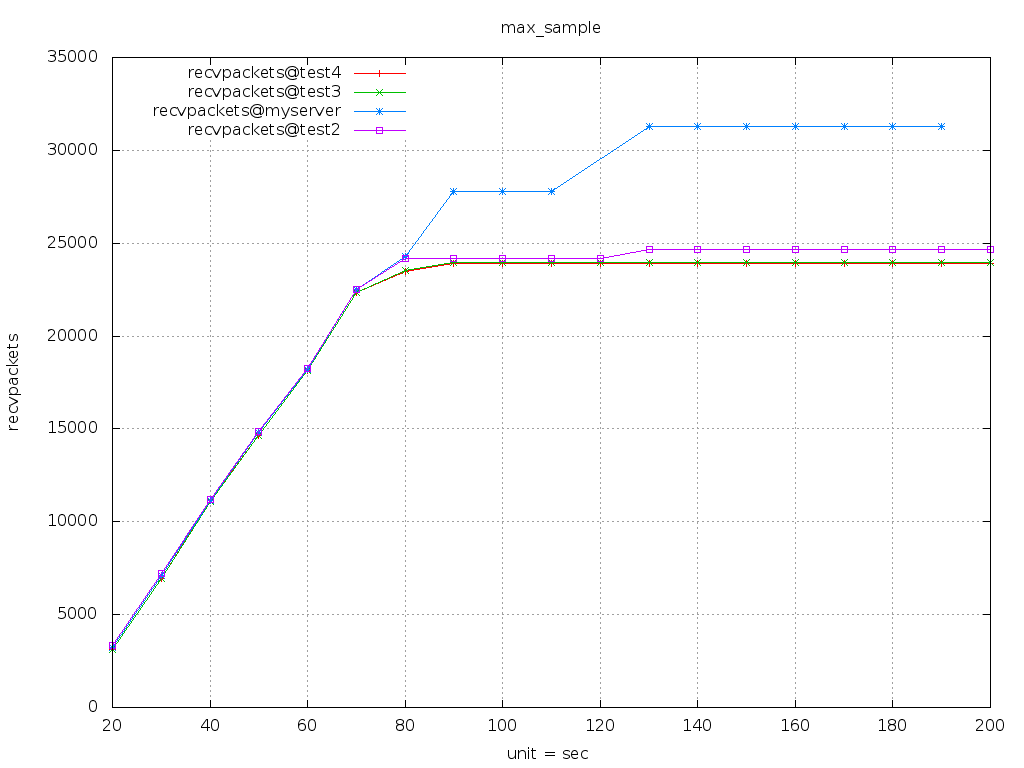 max_sample
35000
30000
25000
20000
15000
10000
5000
0
recvpackets
recvpackets@test4
recvpackets@test3
recvpackets@myserver
recvpackets@test2
20 40 60 80 100 120 140 160 180 200
unit = sec